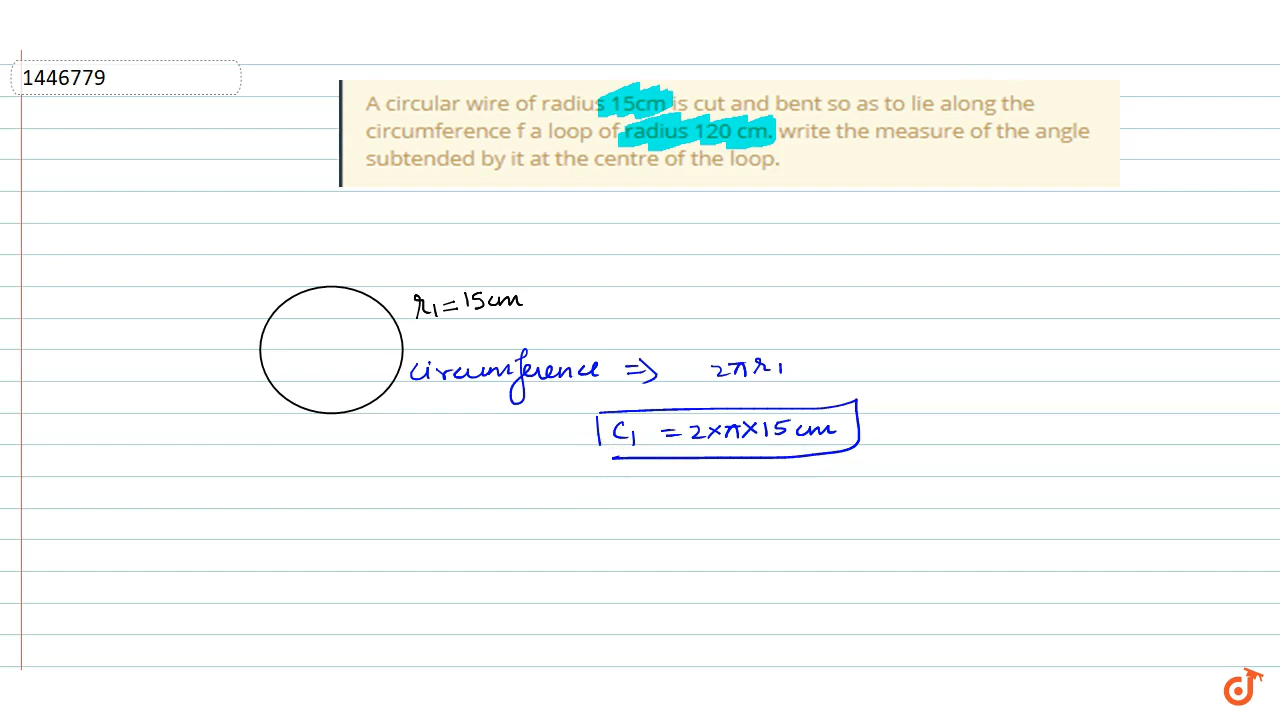 1446779
A circular wire of radius 15cm is cut and bent so as to lie along the
circumference f a loop of radius 120 cm. write the measure of the angle
subtended by it at the centre of the loop.
r₁ = 15 cm
circumference ⇒ 2πr₁
C₁ = 2×π×15 cm